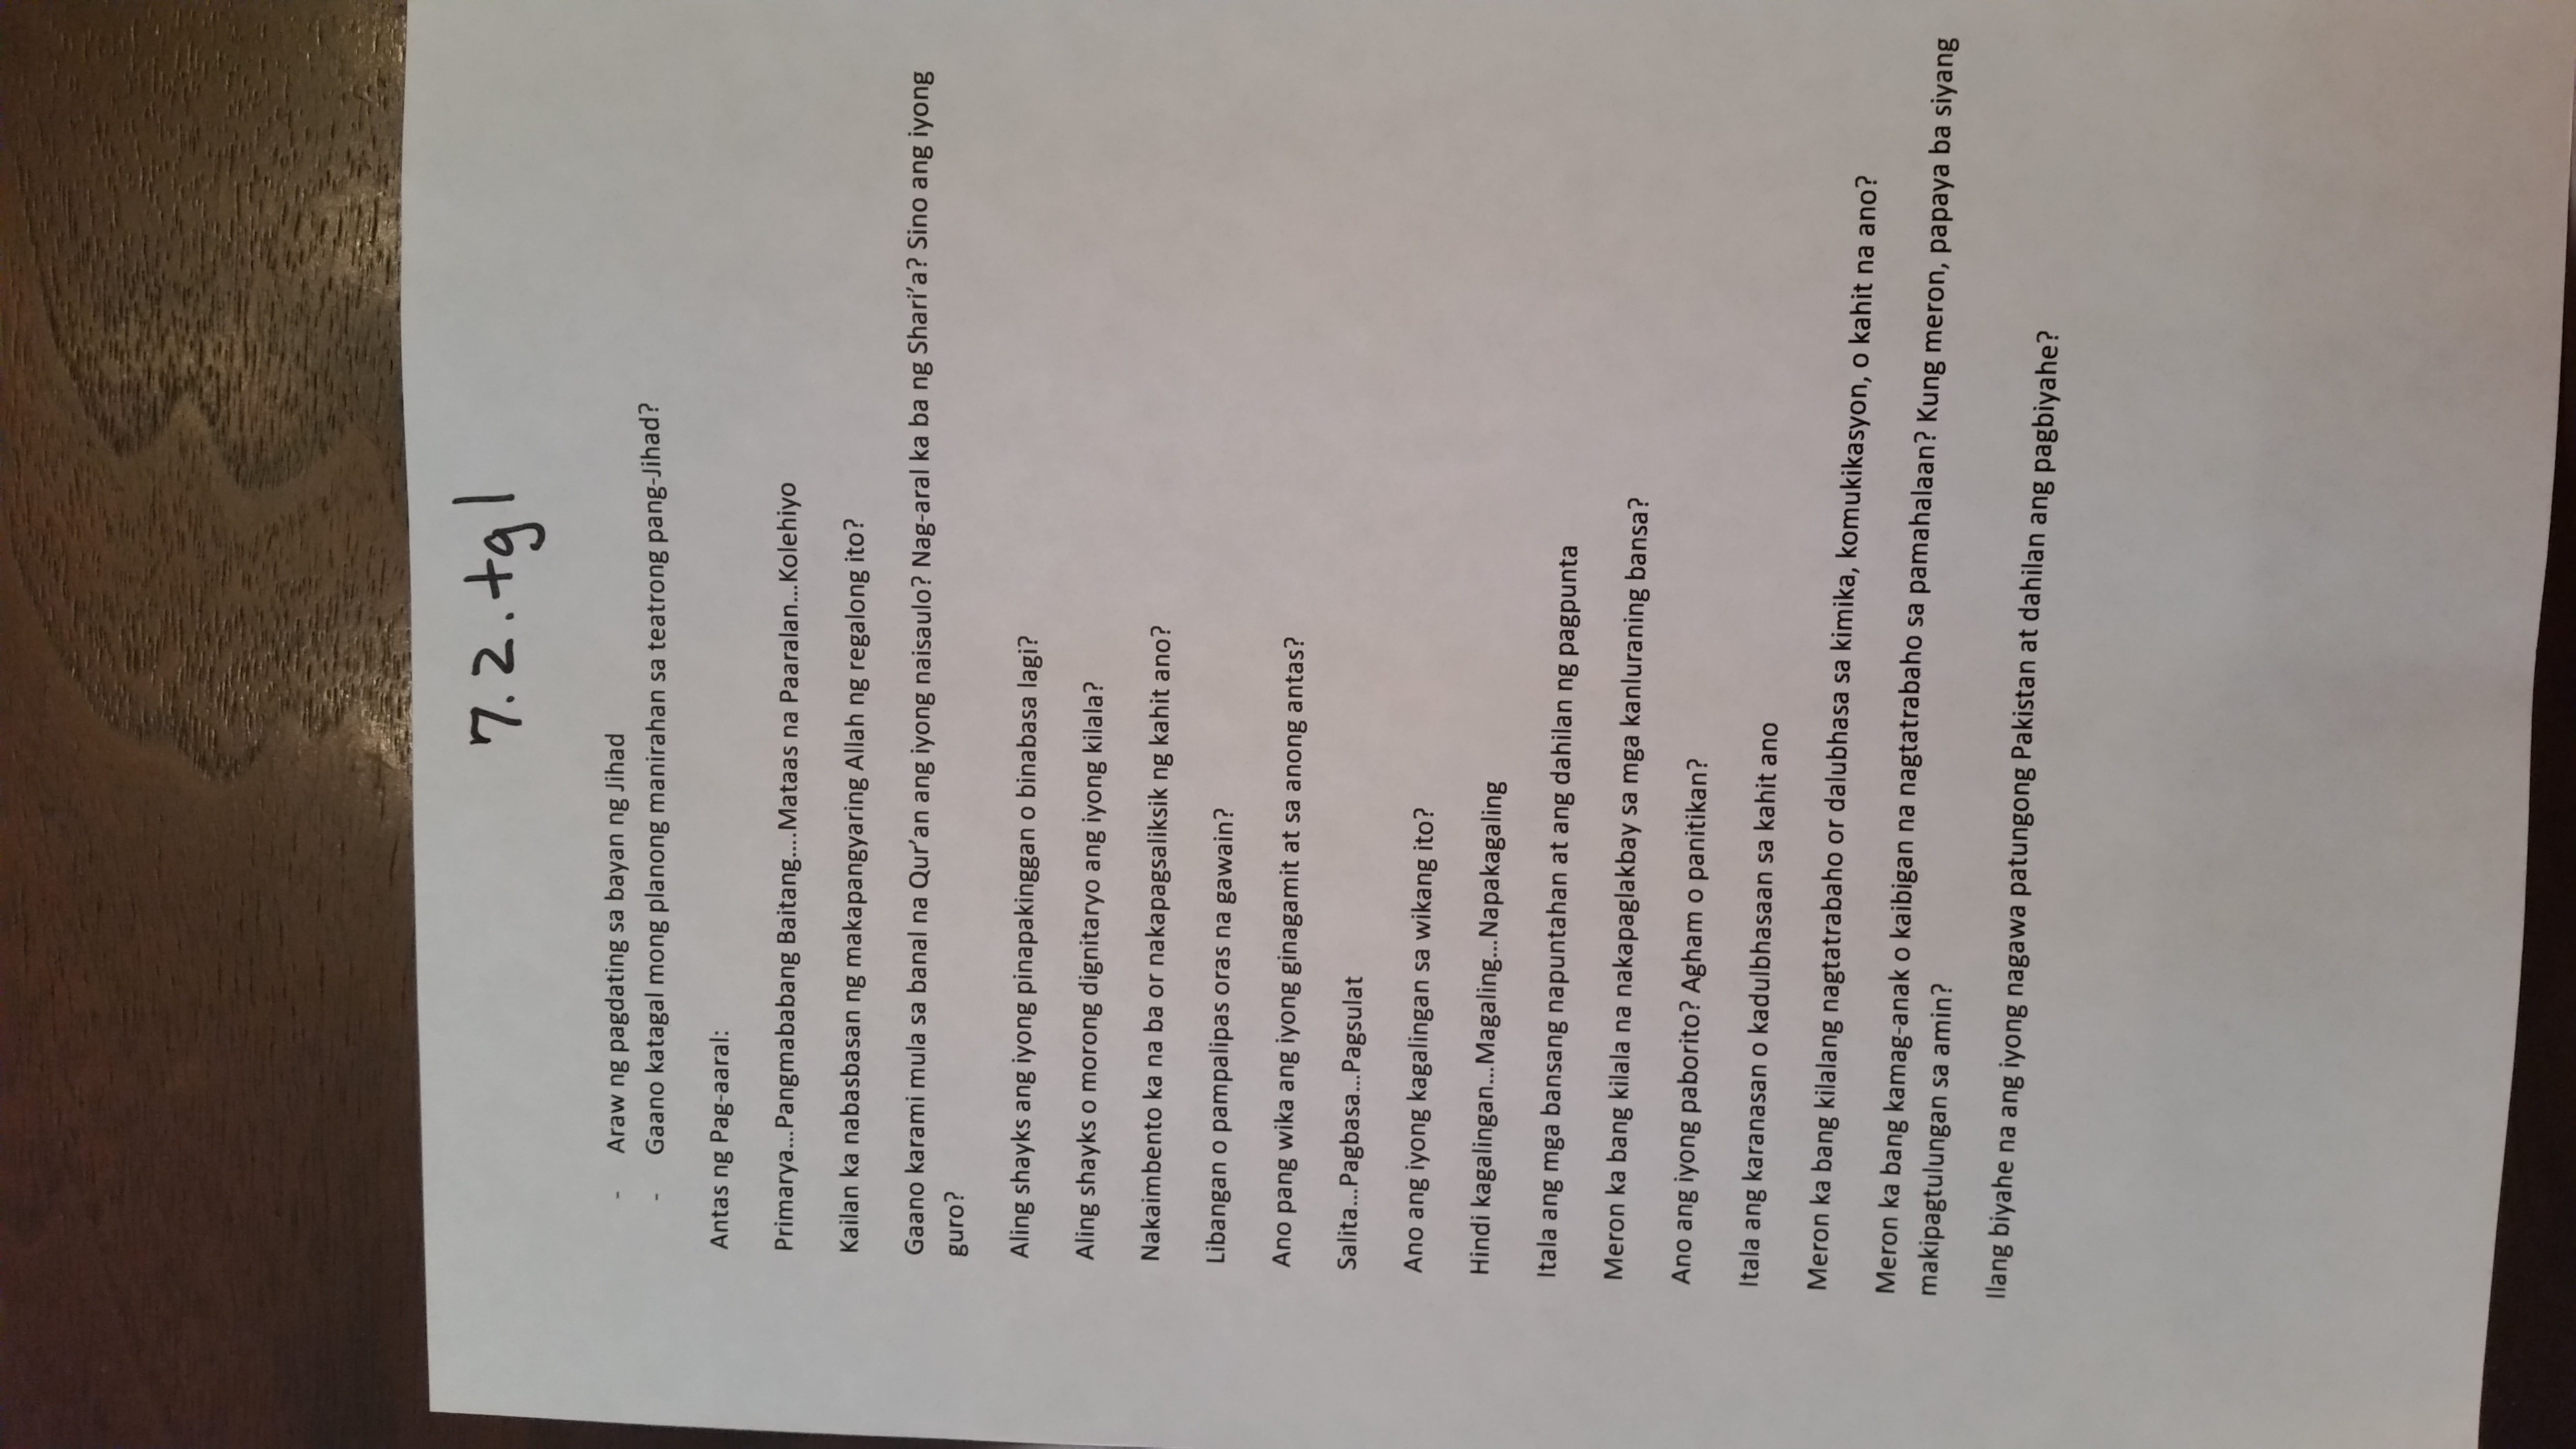 7.2.tgl
- Araw ng pagdating sa bayan ng Jihad
- Gaano katagal mong planong manirahan sa teatrong pang-Jihad?
Antas ng Pag-aaral:
Primarya...Pangmababang Baitang....Mataas na Paaralan...Kolehiyo
Kailan ka nabasbasan ng makapangyaring Allah ng regalong ito?
Gaano karami mula sa banal na Qur'an ang iyong naisaulo? Nag-aral ka ba ng Shari'a? Sino ang iyong
guro?
Aling shayks ang iyong pinapakinggan o binabasa lagi?
Aling shayks o morong dignitaryo ang iyong kilala?
Nakaimbento ka na ba or nakapagsaliksik ng kahit ano?
Libangan o pampalipas oras na gawain?
Ano pang wika ang iyong ginagamit at sa anong antas?
Salita...Pagbasa...Pagsulat
Ano ang iyong kagalingan sa wikang ito?
Hindi kagalingan...Magaling...Napakagaling
Itala ang mga bansang napuntahan at ang dahilan ng pagpunta
Meron ka bang kilala na nakapaglakbay sa mga kanluraning bansa?
Ano ang iyong paborito? Agham o panitikan?
Itala ang karanasan o kadulbhasaan sa kahit ano
Meron ka bang kilalang nagtatrabaho or dalubhasa sa kimika, komukikasyon, o kahit na ano?
Meron ka bang kamag-anak o kaibigan na nagtatrabaho sa pamahalaan? Kung meron, papaya ba siyang
makipagtulungan sa amin?
Ilang biyahe na ang iyong nagawa patungong Pakistan at dahilan ang pagbiyahe?